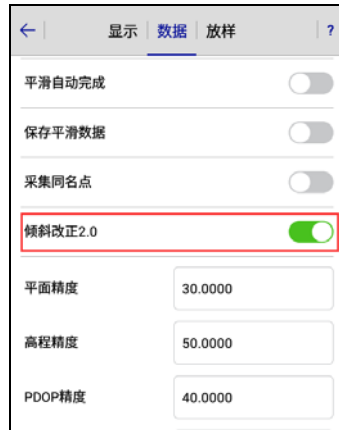 ← 显示 数据 放样 ?
平滑自动完成
保存平滑数据
采集同名点
倾斜改正2.0
平面精度 30.0000
高程精度 50.0000
PDOP精度 40.0000